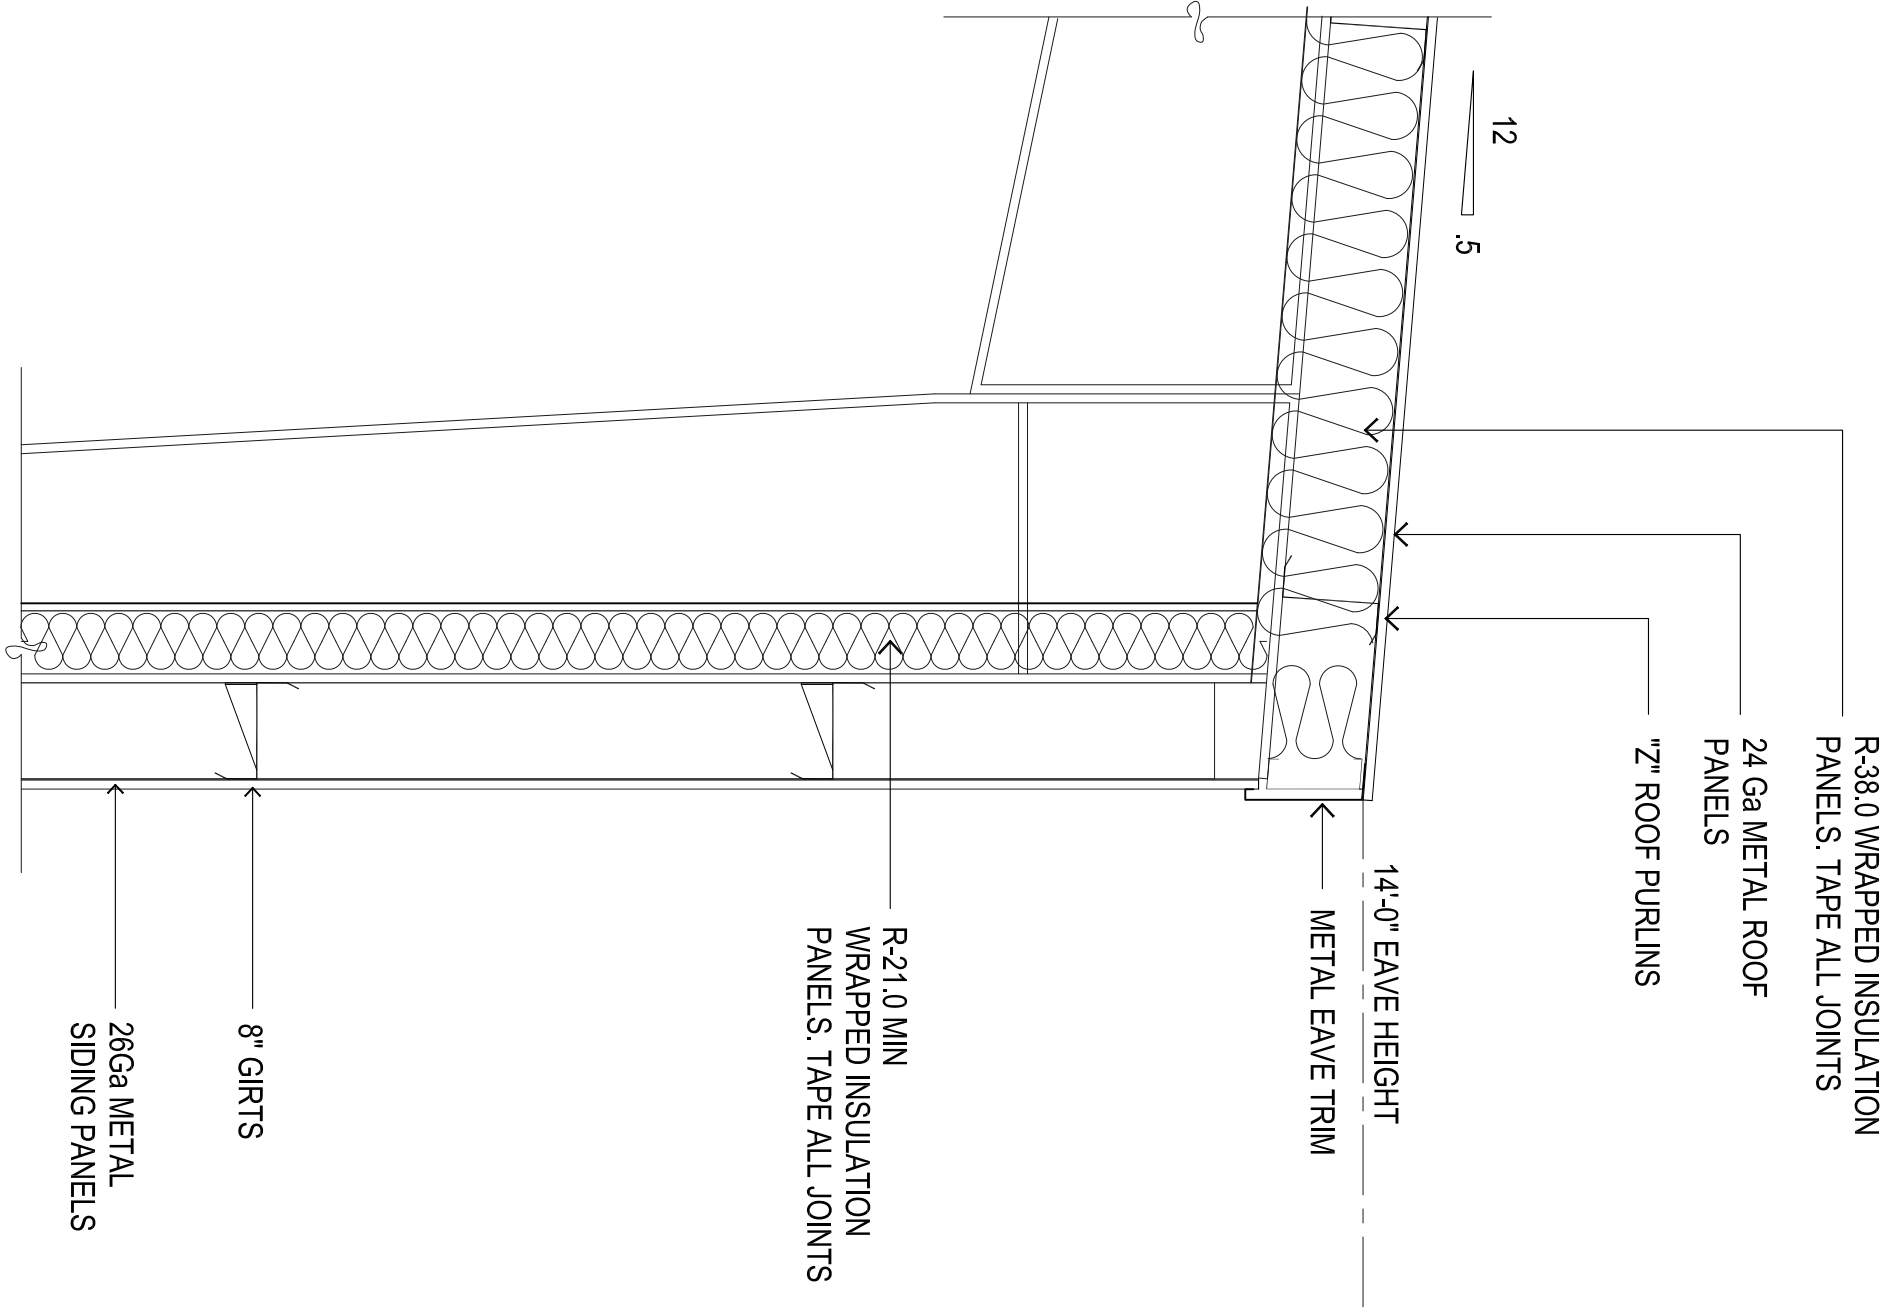 R-38.0 WRAPPED INSULATION
PANELS. TAPE ALL JOINTS
24 Ga METAL ROOF
PANELS
"Z" ROOF PURLINS
12
.5
14'-0" EAVE HEIGHT
METAL EAVE TRIM
R-21.0 MIN
WRAPPED INSULATION
PANELS. TAPE ALL JOINTS
8" GIRTS
26Ga METAL
SIDING PANELS